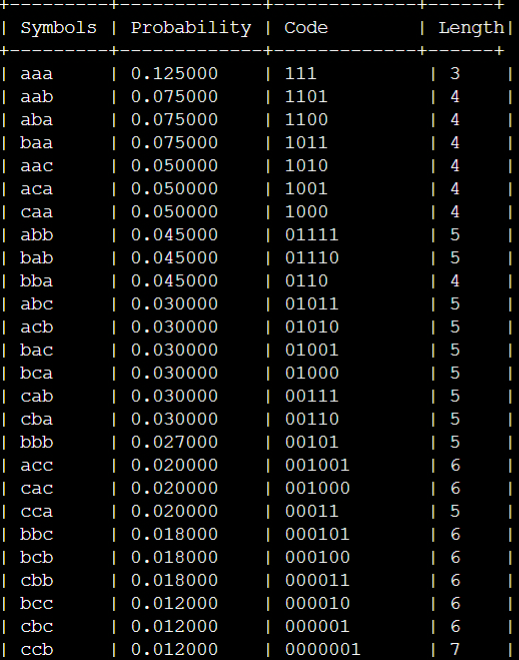 +---------+-------------+-------------+------+
| Symbols | Probability | Code | Length|
+---------+-------------+-------------+------+
| aaa | 0.125000 | 111 | 3 |
| aab | 0.075000 | 1101 | 4 |
| aba | 0.075000 | 1100 | 4 |
| baa | 0.075000 | 1011 | 4 |
| aac | 0.050000 | 1010 | 4 |
| aca | 0.050000 | 1001 | 4 |
| caa | 0.050000 | 1000 | 4 |
| abb | 0.045000 | 01111 | 5 |
| bab | 0.045000 | 01110 | 5 |
| bba | 0.045000 | 0110 | 4 |
| abc | 0.030000 | 01011 | 5 |
| acb | 0.030000 | 01010 | 5 |
| bac | 0.030000 | 01001 | 5 |
| bca | 0.030000 | 01000 | 5 |
| cab | 0.030000 | 00111 | 5 |
| cba | 0.030000 | 00110 | 5 |
| bbb | 0.027000 | 00101 | 5 |
| acc | 0.020000 | 001001 | 6 |
| cac | 0.020000 | 001000 | 6 |
| cca | 0.020000 | 00011 | 5 |
| bbc | 0.018000 | 000101 | 6 |
| bcb | 0.018000 | 000100 | 6 |
| cbb | 0.018000 | 000011 | 6 |
| bcc | 0.012000 | 000010 | 6 |
| cbc | 0.012000 | 000001 | 6 |
| ccb | 0.012000 | 0000001 | 7 |